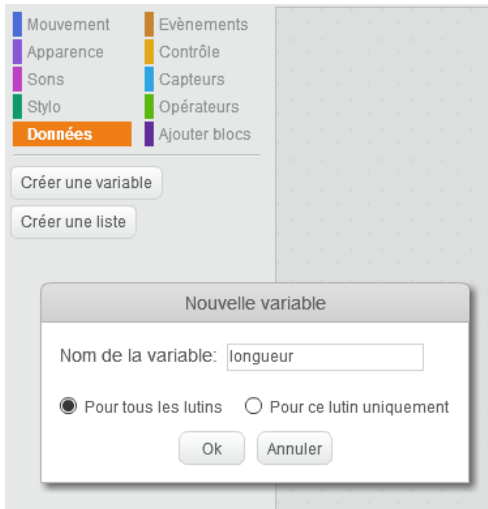 Mouvement Evènements
Apparence Contrôle
Sons Capteurs
Stylo Opérateurs
Données Ajouter blocs
Créer une variable
Créer une liste
Nouvelle variable
Nom de la variable: longueur
Pour tous les lutins Pour ce lutin uniquement
Ok Annuler